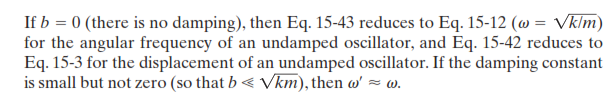 If b = 0 (there is no damping), then Eq. 15-43 reduces to Eq. 15-12 (ω = √k/m)
for the angular frequency of an undamped oscillator, and Eq. 15-42 reduces to
Eq. 15-3 for the displacement of an undamped oscillator. If the damping constant
is small but not zero (so that b ≪ √km), then ω′ ≈ ω.